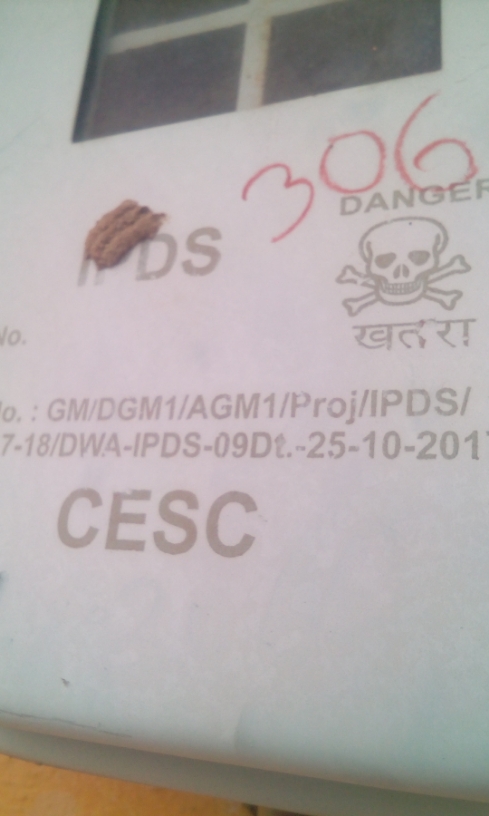 306
DANGER
IPDS
खतरा
No.
No. : GM/DGM1/AGM1/Proj/IPDS/
7-18/DWA-IPDS-09Dt.-25-10-2017
CESC